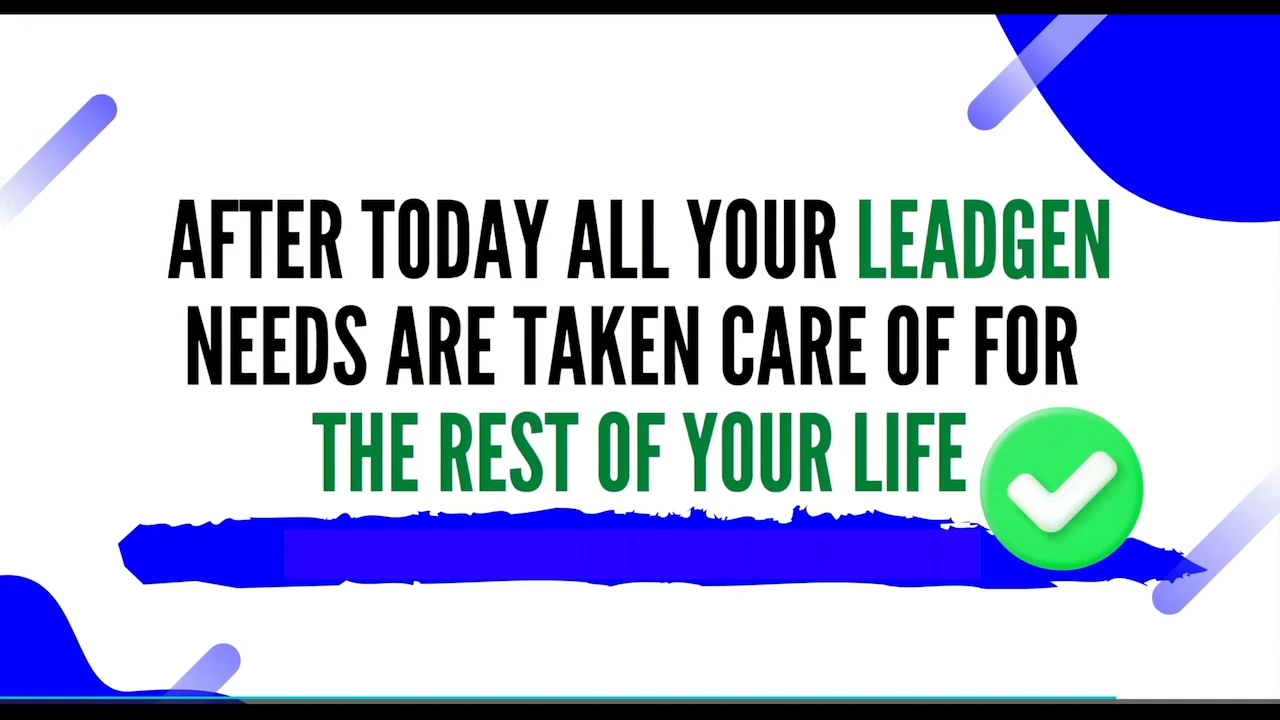 AFTER TODAY ALL YOUR LEADGEN
NEEDS ARE TAKEN CARE OF FOR
THE REST OF YOUR LIFE